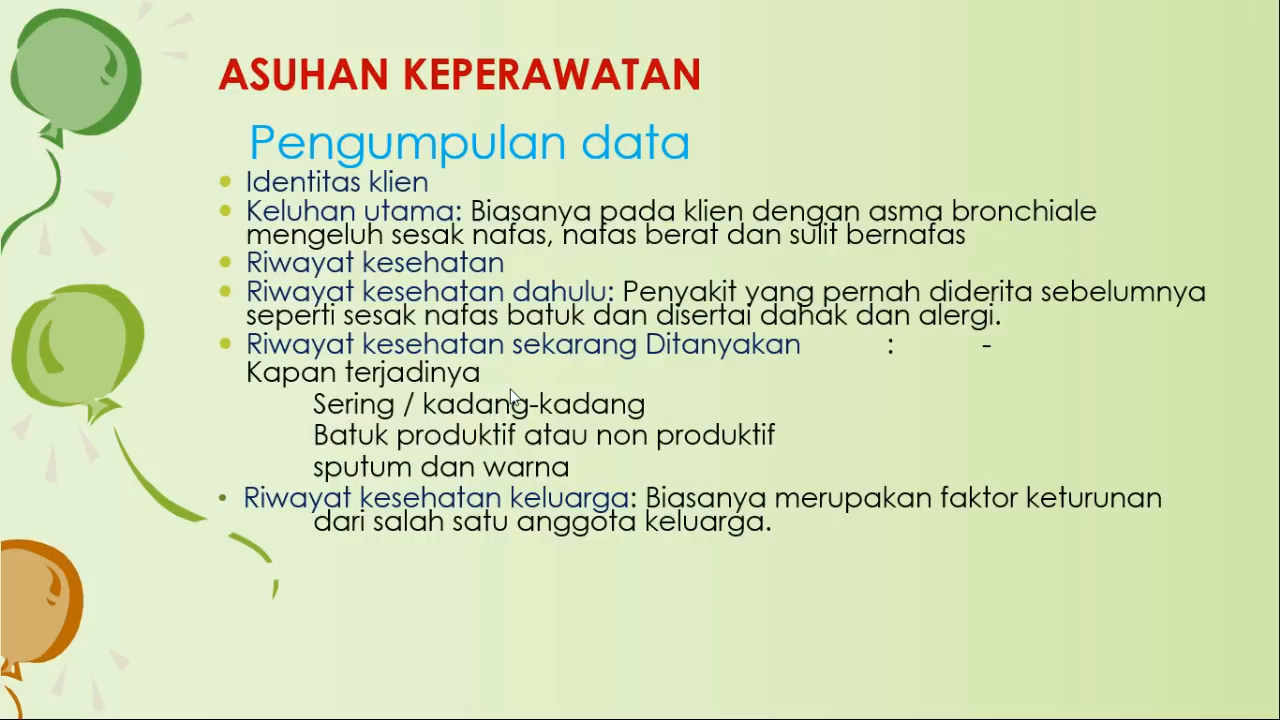 ASUHAN KEPERAWATAN
Pengumpulan data
Identitas klien
Keluhan utama: Biasanya pada klien dengan asma bronchiale
mengeluh sesak nafas, nafas berat dan sulit bernafas
Riwayat kesehatan
Riwayat kesehatan dahulu: Penyakit yang pernah diderita sebelumnya
seperti sesak nafas batuk dan disertai dahak dan alergi.
Riwayat kesehatan sekarang Ditanyakan : -
Kapan terjadinya
Sering / kadang-kadang
Batuk produktif atau non produktif
sputum dan warna
Riwayat kesehatan keluarga: Biasanya merupakan faktor keturunan
dari salah satu anggota keluarga.